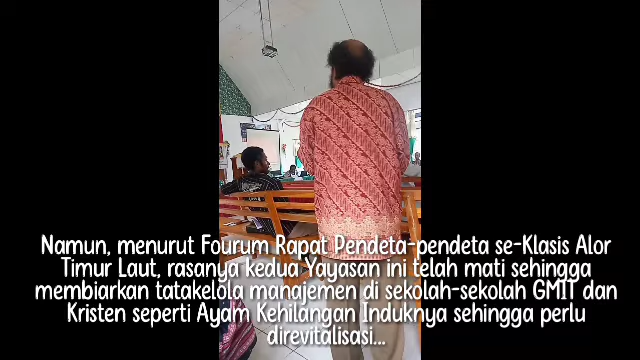 Namun, menurut Fourum Rapat Pendeta-pendeta se-Klasis Alor
Timur Laut, rasanya kedua Yayasan ini telah mati sehingga
membiarkan tatakelola manajemen di sekolah-sekolah GMIT dan
Kristen seperti Ayam Kehilangan Induknya sehingga perlu
direvitalisasi...